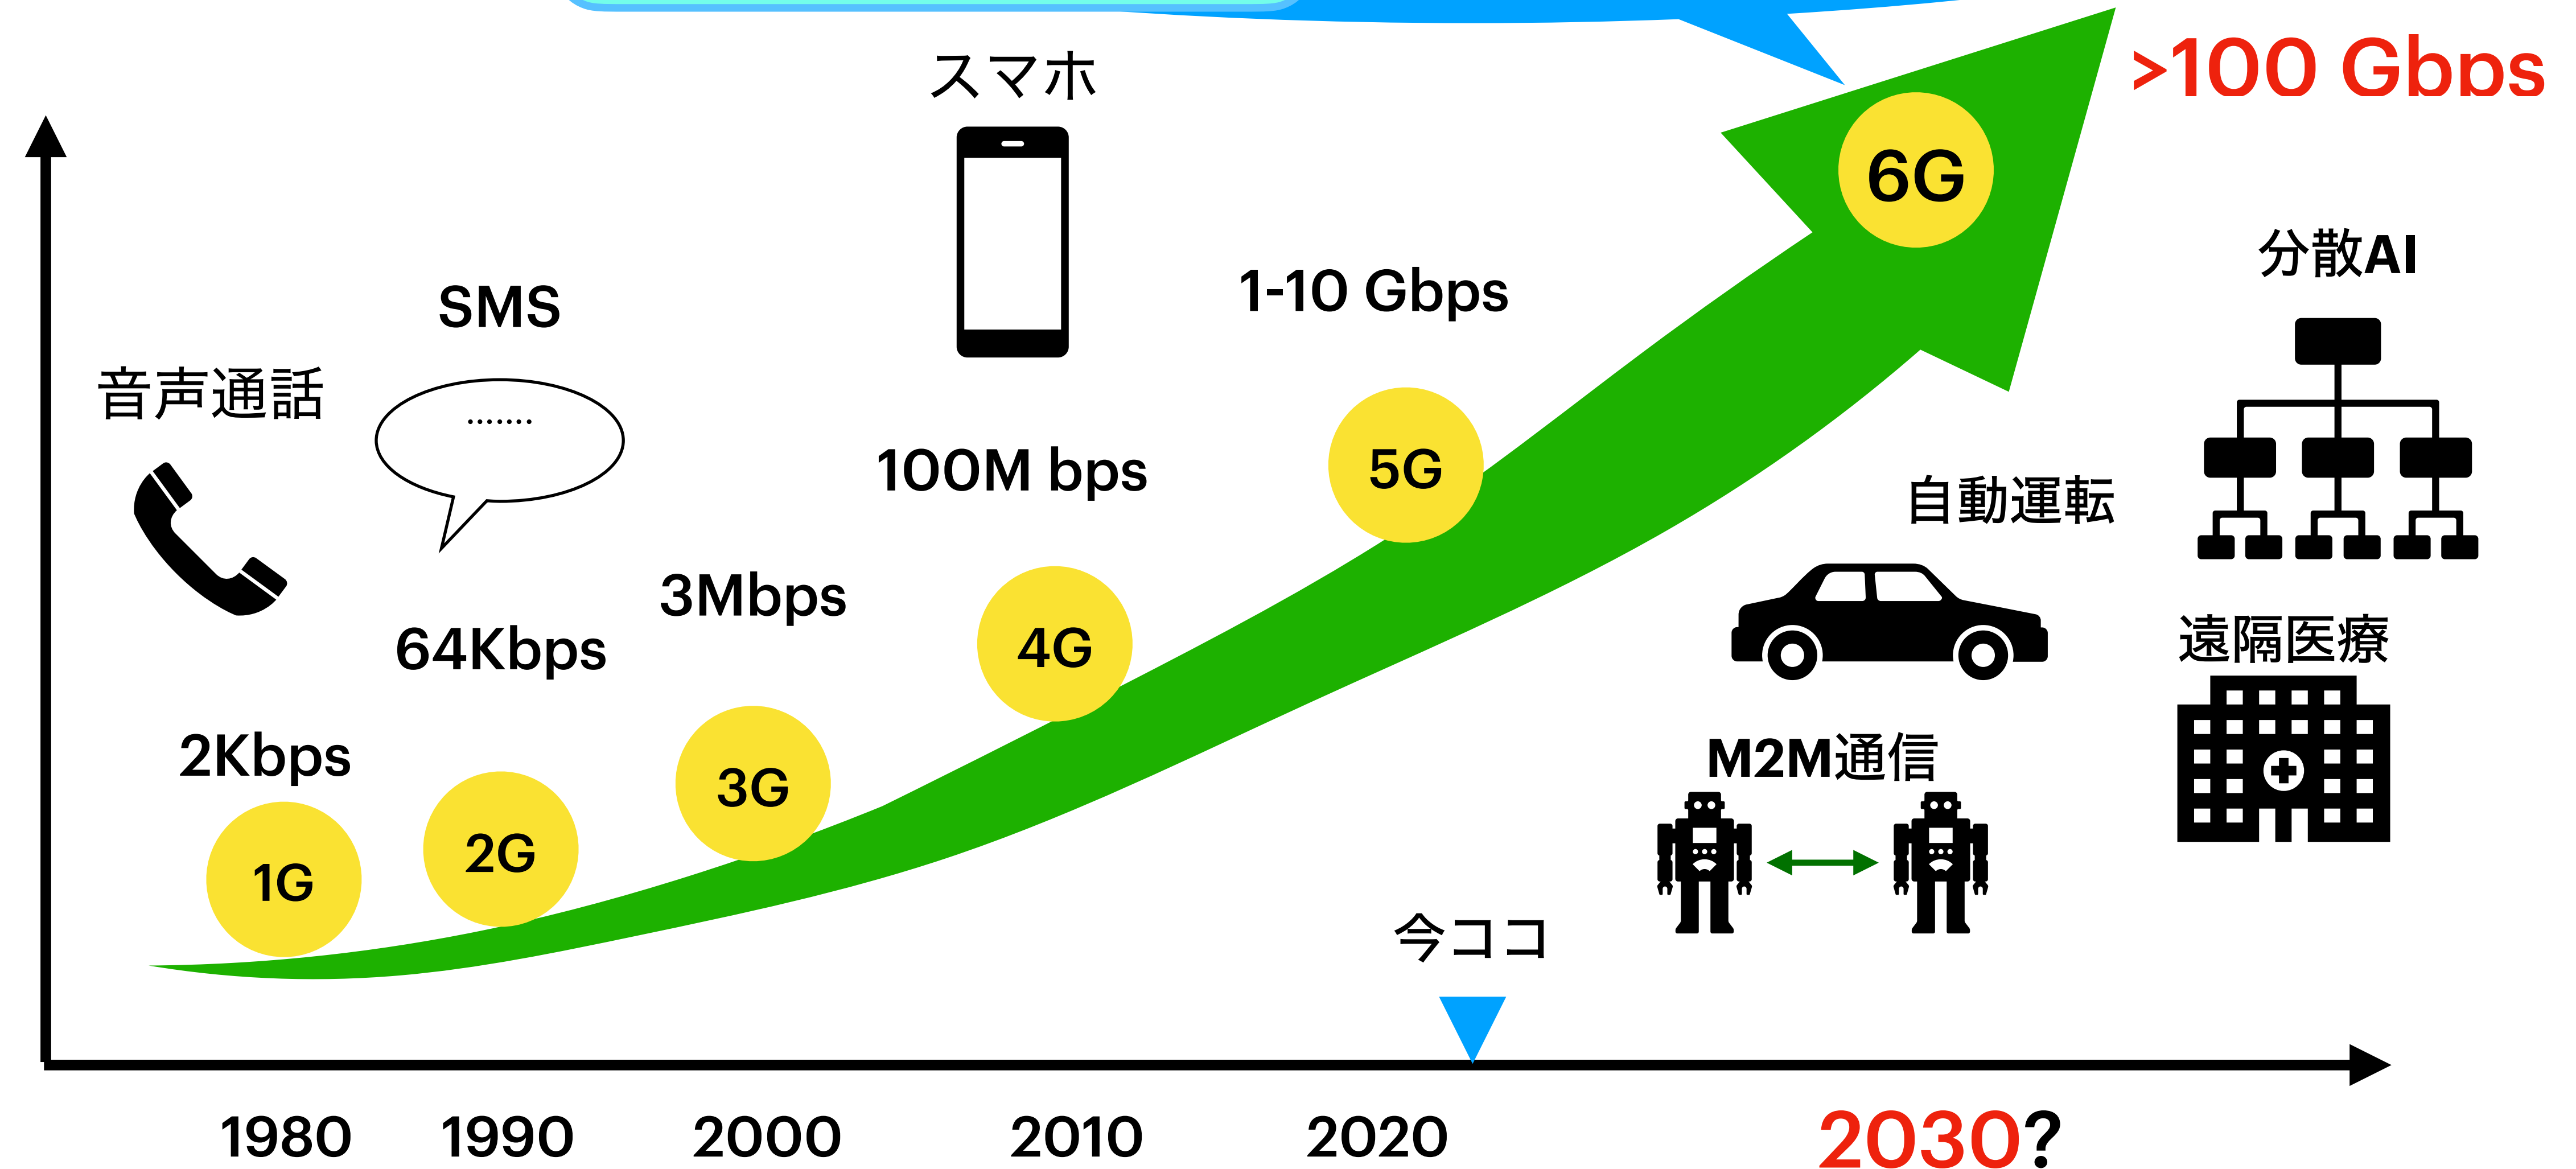 スマホ
>100 Gbps
6G
分散AI
1-10 Gbps
SMS
音声通話
.......
100M bps
5G
自動運転
3Mbps
4G
64Kbps
遠隔医療
2Kbps
3G
M2M通信
2G
1G
今ココ
1980
1990
2000
2010
2020
2030?